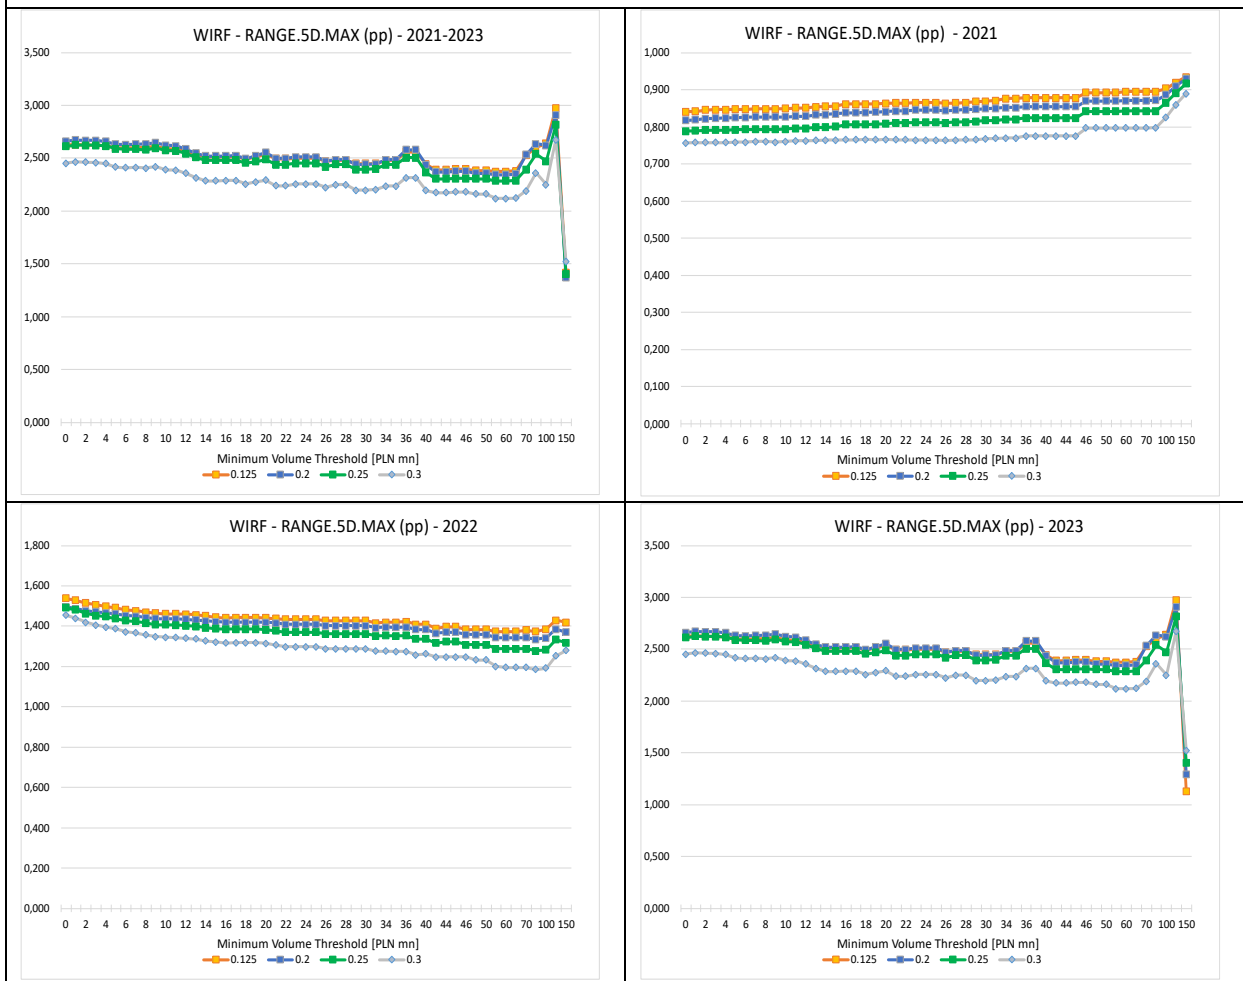 WIRF - RANGE.5D.MAX (pp) - 2021-2023
3,500
3,000
2,500
2,000
1,500
1,000
0,500
0,000
0 2 4 6 8 10 12 14 16 18 20 22 24 26 28 30 34 36 40 44 46 50 60 70 100 150
Minimum Volume Threshold [PLN mn]
0.125 0.2 0.25 0.3
WIRF - RANGE.5D.MAX (pp) - 2021
1,000
0,900
0,800
0,700
0,600
0,500
0,400
0,300
0,200
0,100
0,000
0 2 4 6 8 10 12 14 16 18 20 22 24 26 28 30 34 36 40 44 46 50 60 70 100 150
Minimum Volume Threshold [PLN mn]
0.125 0.2 0.25 0.3
WIRF - RANGE.5D.MAX (pp) - 2022
1,800
1,600
1,400
1,200
1,000
0,800
0,600
0,400
0,200
0,000
0 2 4 6 8 10 12 14 16 18 20 22 24 26 28 30 34 36 40 44 46 50 60 70 100 150
Minimum Volume Threshold [PLN mn]
0.125 0.2 0.25 0.3
WIRF - RANGE.5D.MAX (pp) - 2023
3,500
3,000
2,500
2,000
1,500
1,000
0,500
0,000
0 2 4 6 8 10 12 14 16 18 20 22 24 26 28 30 34 36 40 44 46 50 60 70 100 150
Minimum Volume Threshold [PLN mn]
0.125 0.2 0.25 0.3